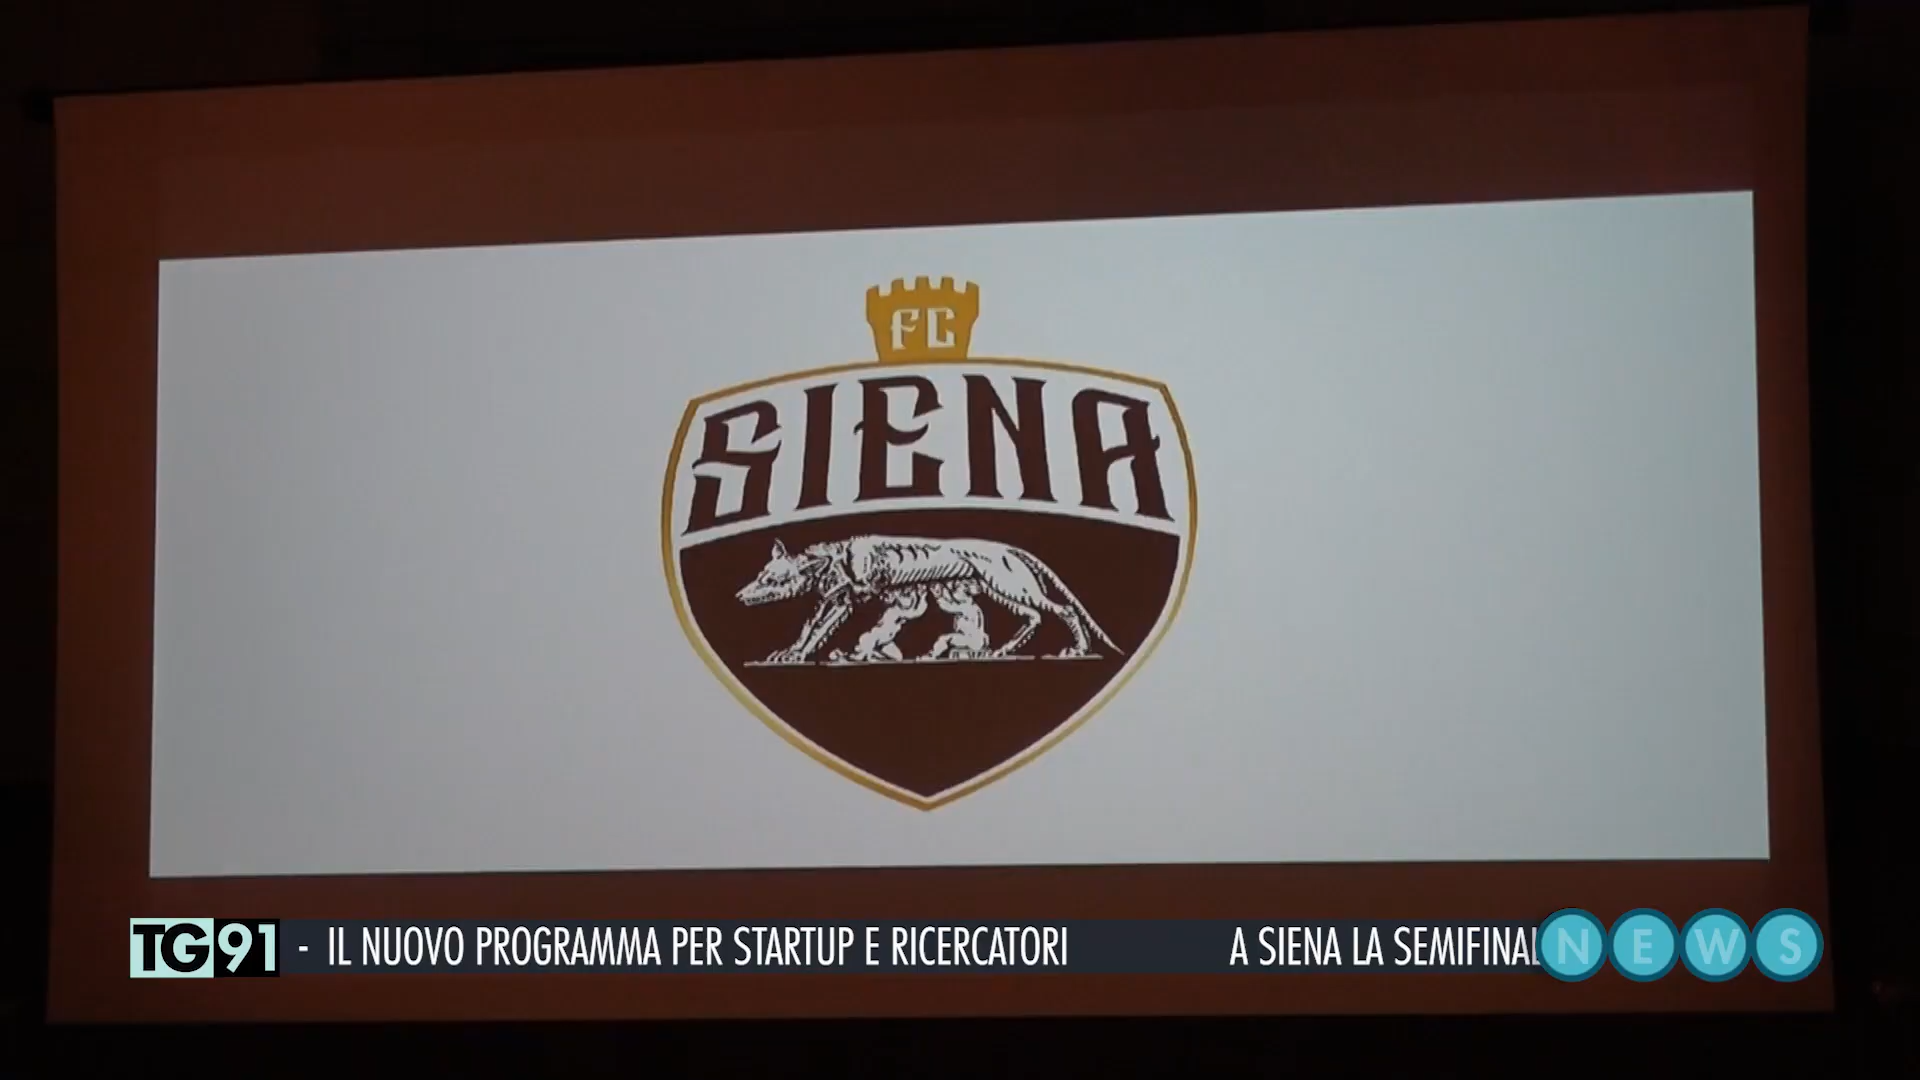 FC
SIENA
TG91 - IL NUOVO PROGRAMMA PER STARTUP E RICERCATORI A SIENA LA SEMIFINAL NEWS